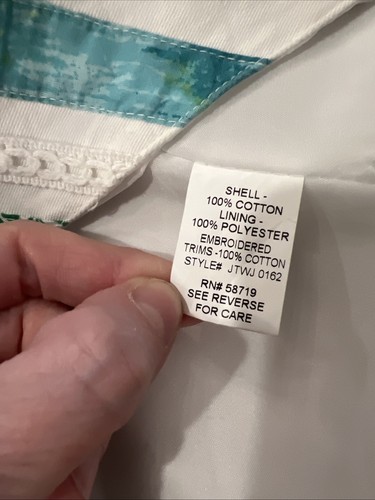 SHELL -
100% COTTON
LINING -
100% POLYESTER
EMBROIDERED
TRIMS -100% COTTON
STYLE# JTWJ 0162
RN# 58719
SEE REVERSE
FOR CARE